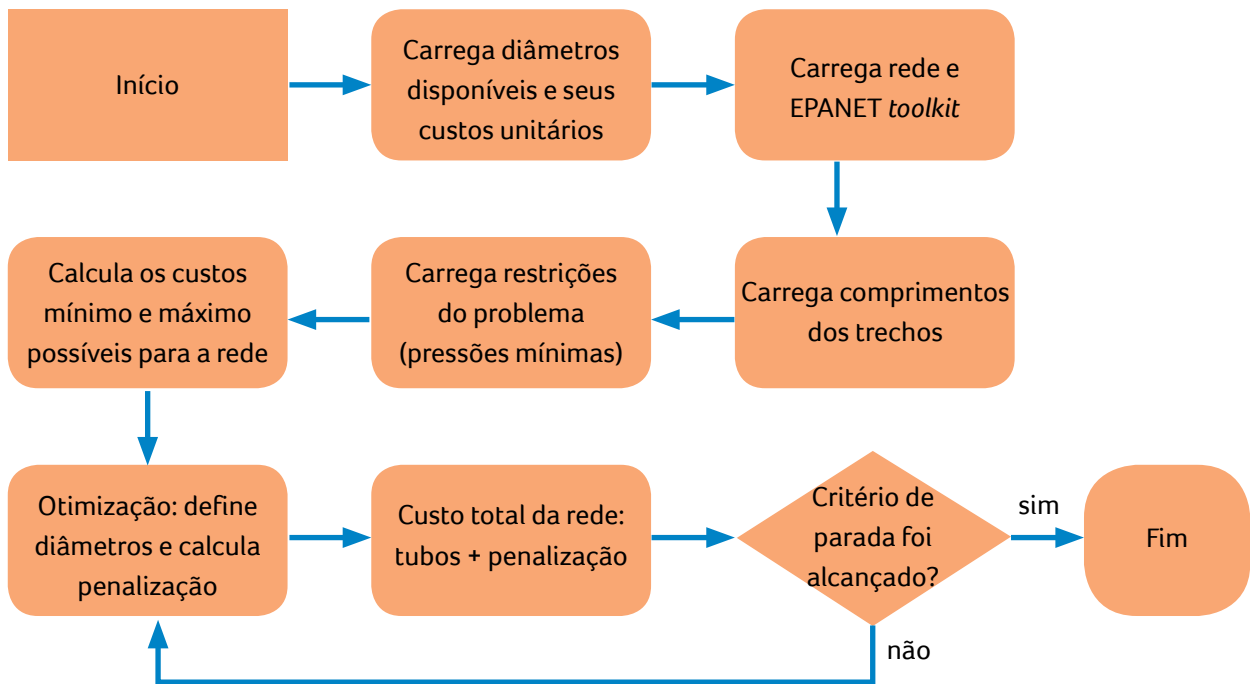 Início
Carrega diâmetros
disponíveis e seus
custos unitários
Carrega rede e
EPANET toolkit
Carrega comprimentos
dos trechos
Carrega restrições
do problema
(pressões mínimas)
Calcula os custos
mínimo e máximo
possíveis para a rede
Otimização: define
diâmetros e calcula
penalização
Custo total da rede:
tubos + penalização
Critério de
parada foi
alcançado?
sim
Fim
não